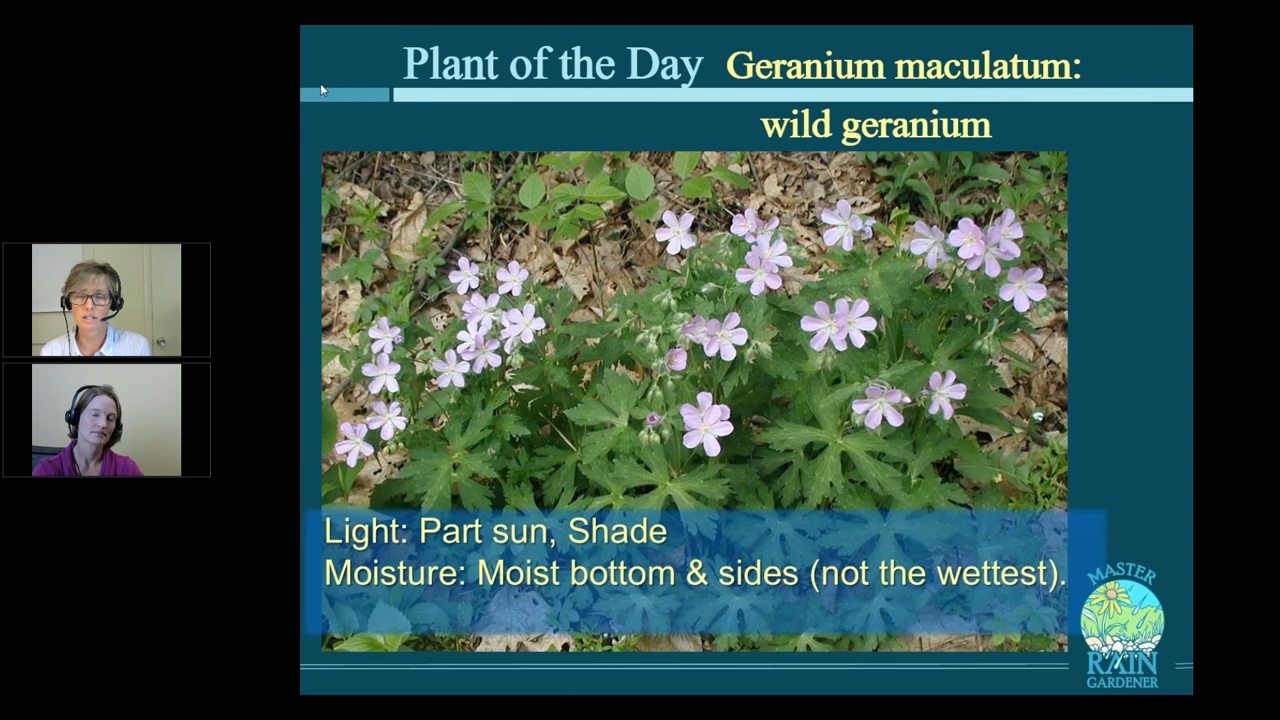 Plant of the Day Geranium maculatum:
wild geranium
Light: Part sun, Shade
Moisture: Moist bottom & sides (not the wettest).
MASTER
RAIN
GARDENER